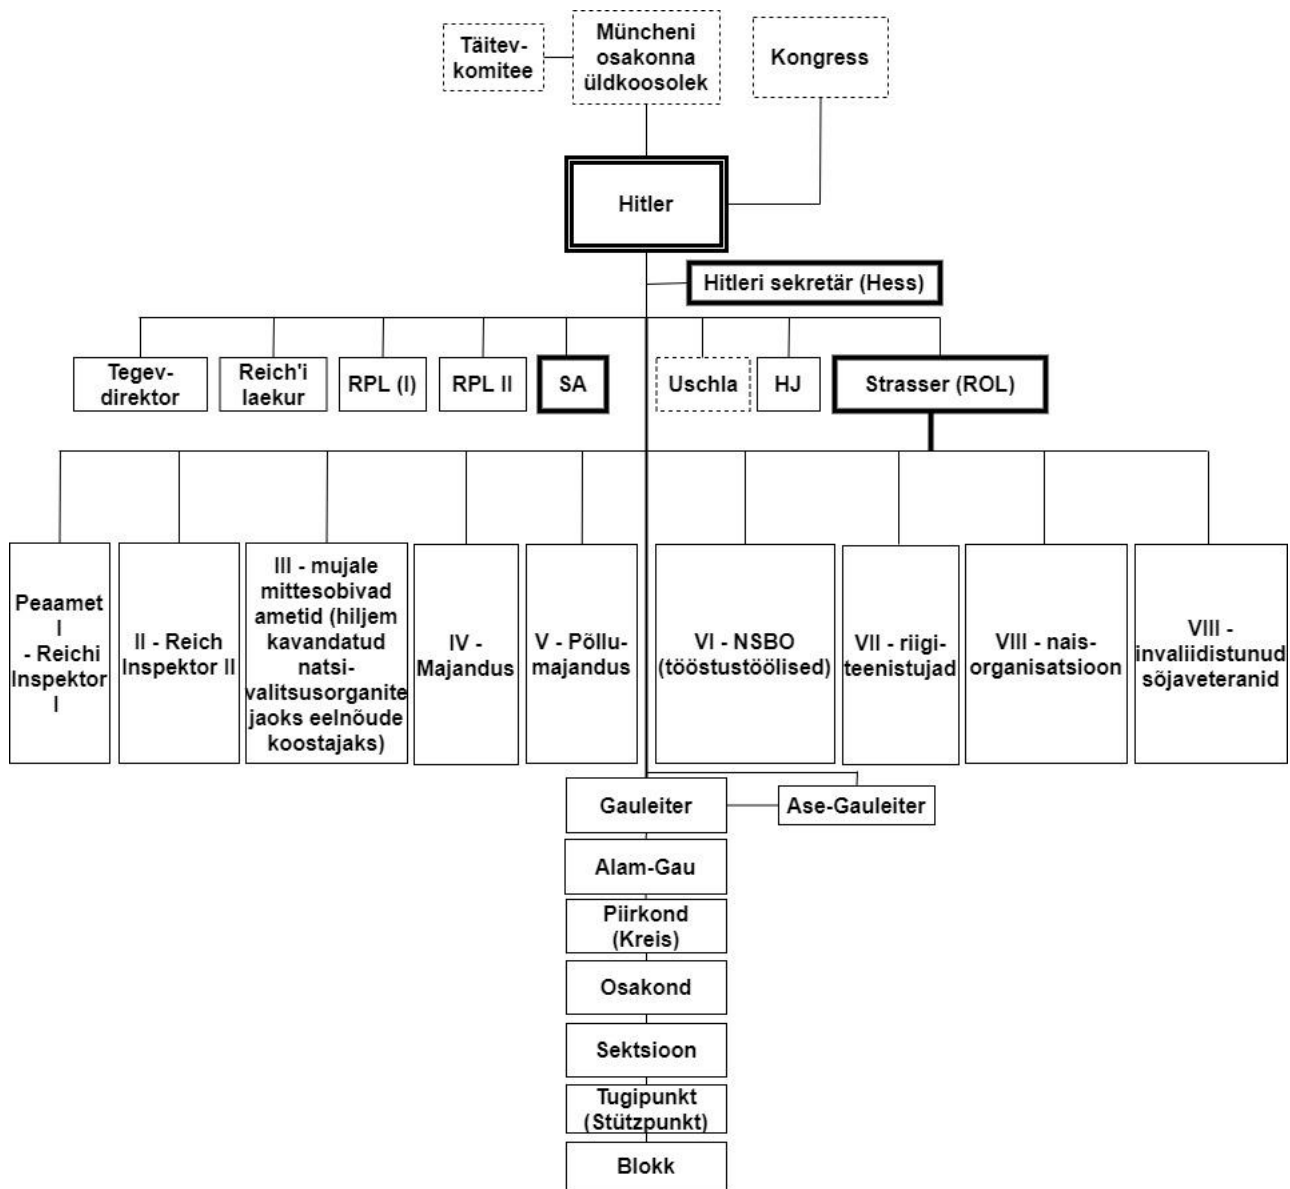 Täitev-
komitee
Müncheni
osakonna
üldkoosolek
Kongress
Hitler
Hitleri sekretär (Hess)
Tegev-
direktor
Reich'i
laekur
RPL (I)
RPL II
SA
Uschla
HJ
Strasser (ROL)
Peaamet
I
- Reichi
Inspektor
I
II - Reich
Inspektor II
III - mujale
mittesobivad
ametid (hiljem
kavandatud
natsi-
valitsusorganite
jaoks eelnõude
koostajaks)
IV -
Majandus
V - Põllu-
majandus
VI - NSBO
(tööstustöölised)
VII - riigi-
teenistujad
VIII - nais-
organisatsioon
VIII -
invaliidistunud
sõjaveteranid
Gauleiter
Ase-Gauleiter
Alam-Gau
Piirkond
(Kreis)
Osakond
Sektsioon
Tugipunkt
(Stützpunkt)
Blokk